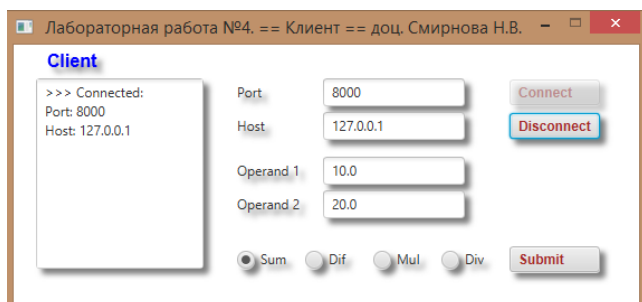 Лабораторная работа №4. == Клиент == доц. Смирнова Н.В.
Client
>>> Connected:
Port: 8000
Host: 127.0.0.1
Port 8000 Connect
Host 127.0.0.1 Disconnect
Operand 1 10.0
Operand 2 20.0
Sum Dif Mul Div Submit